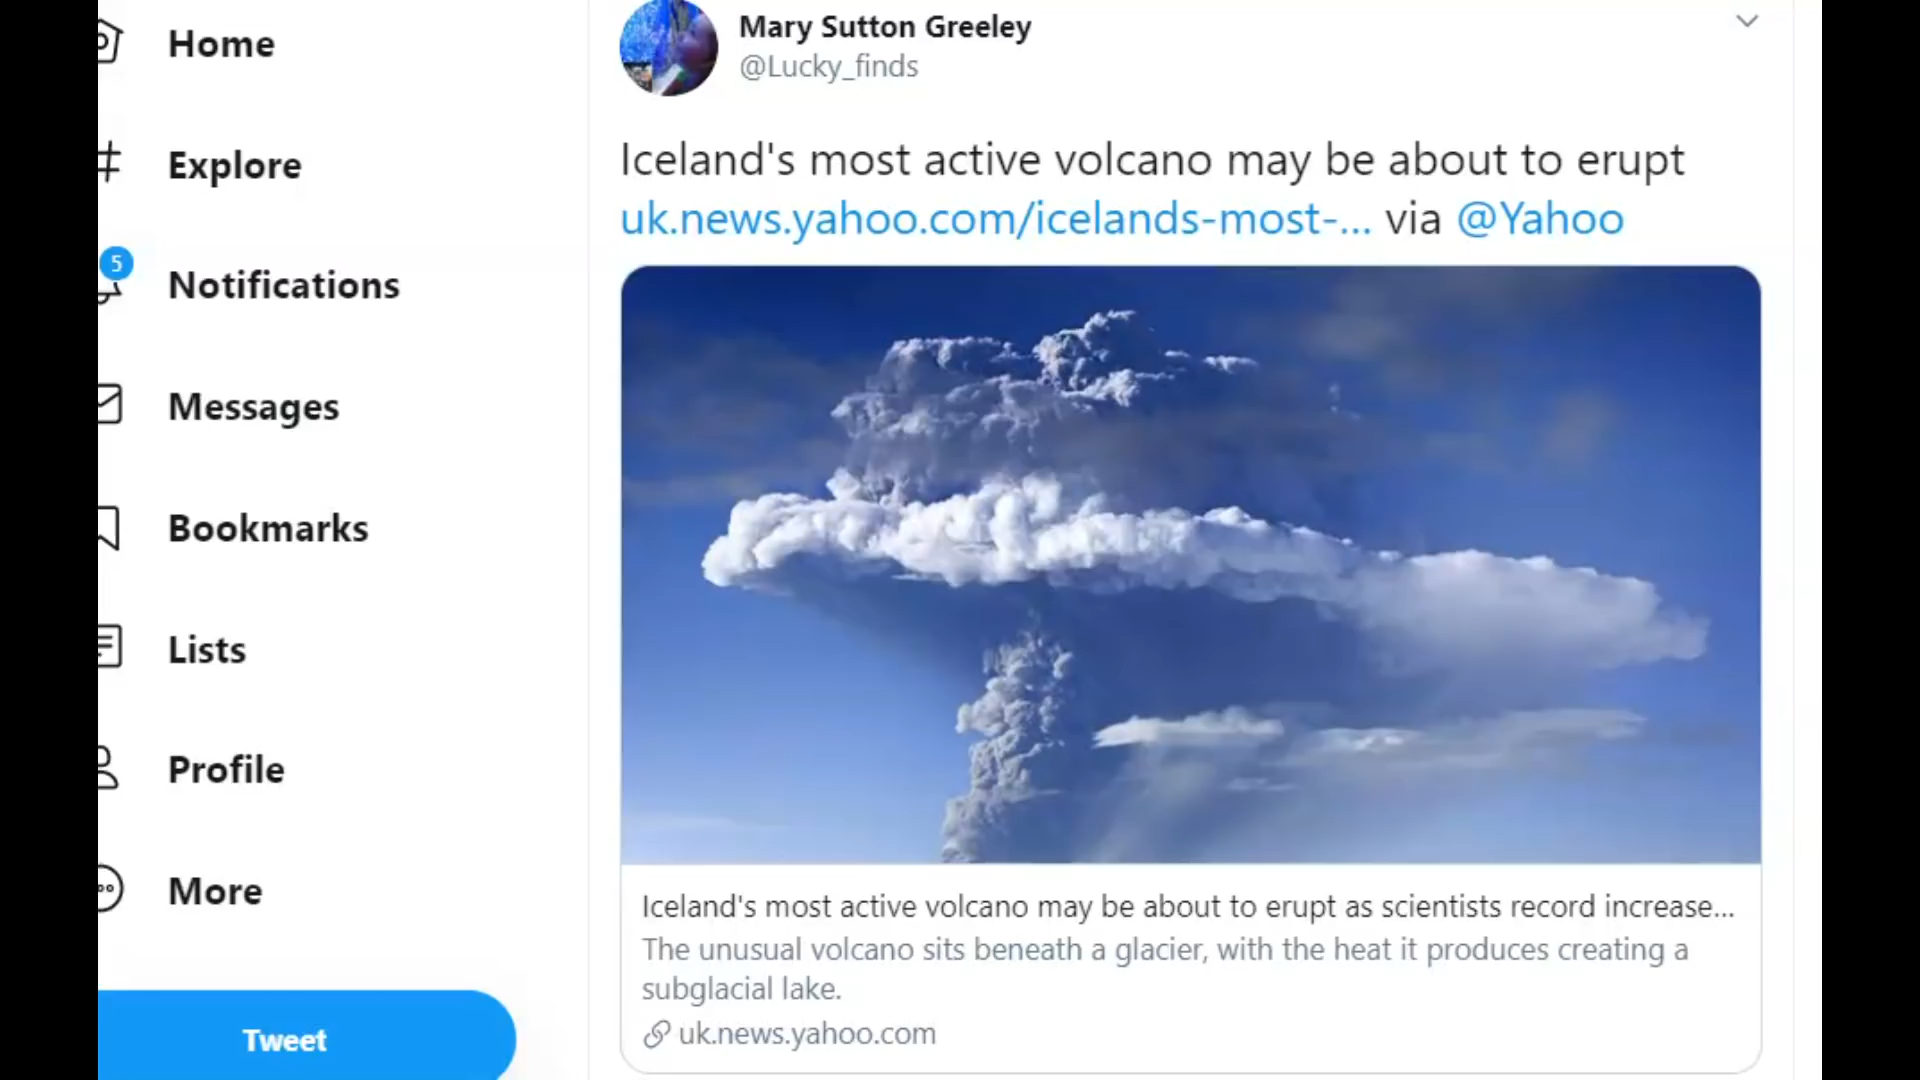 Home
Explore
5
Notifications
Messages
Bookmarks
Lists
Profile
More
Tweet
Mary Sutton Greeley
@Lucky_finds
Iceland's most active volcano may be about to erupt
uk.news.yahoo.com/icelands-most-... via @Yahoo
Iceland's most active volcano may be about to erupt as scientists record increase...
The unusual volcano sits beneath a glacier, with the heat it produces creating a
subglacial lake.
uk.news.yahoo.com